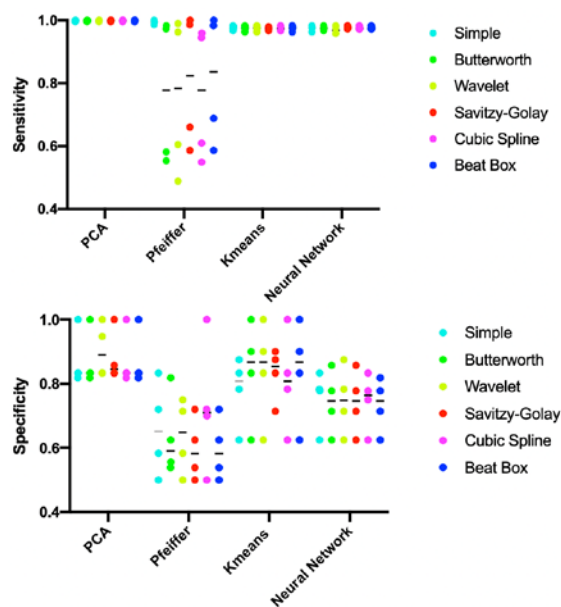 1.0
0.8
0.6
0.4
Sensitivity
PCA
Pfeiffer
Kmeans
Neural Network
Simple
Butterworth
Wavelet
Savitzy-Golay
Cubic Spline
Beat Box
1.0
0.8
0.6
0.4
Specificity
PCA
Pfeiffer
Kmeans
Neural Network
Simple
Butterworth
Wavelet
Savitzy-Golay
Cubic Spline
Beat Box